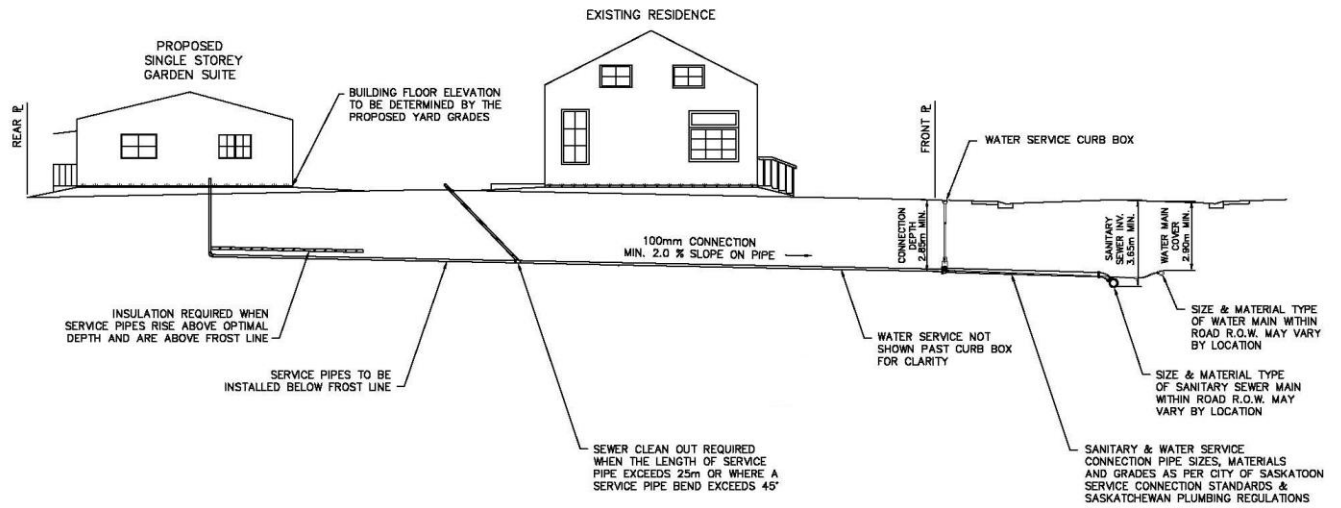 EXISTING RESIDENCE
PROPOSED
SINGLE STOREY
GARDEN SUITE
BUILDING FLOOR ELEVATION
TO BE DETERMINED BY THE
PROPOSED YARD GRADES
REAR PL
FRONT PL
WATER SERVICE CURB BOX
100mm CONNECTION
MIN. 2.0 % SLOPE ON PIPE
CONNECTION
DEPTH
2.85m MIN.
SANITARY
SEWER INV.
3.65m MIN.
WATER MAIN
COVER
2.90m MIN.
INSULATION REQUIRED WHEN
SERVICE PIPES RISE ABOVE OPTIMAL
DEPTH AND ARE ABOVE FROST LINE
SERVICE PIPES TO BE
INSTALLED BELOW FROST LINE
WATER SERVICE NOT
SHOWN PAST CURB BOX
FOR CLARITY
SIZE & MATERIAL TYPE
OF WATER MAIN WITHIN
ROAD R.O.W. MAY VARY
BY LOCATION
SIZE & MATERIAL TYPE
OF SANITARY SEWER MAIN
WITHIN ROAD R.O.W. MAY
VARY BY LOCATION
SEWER CLEAN OUT REQUIRED
WHEN THE LENGTH OF SERVICE
PIPE EXCEEDS 25m OR WHERE A
SERVICE PIPE BEND EXCEEDS 45°
SANITARY & WATER SERVICE
CONNECTION PIPE SIZES, MATERIALS
AND GRADES AS PER CITY OF SASKATOON
SERVICE CONNECTION STANDARDS &
SASKATCHEWAN PLUMBING REGULATIONS